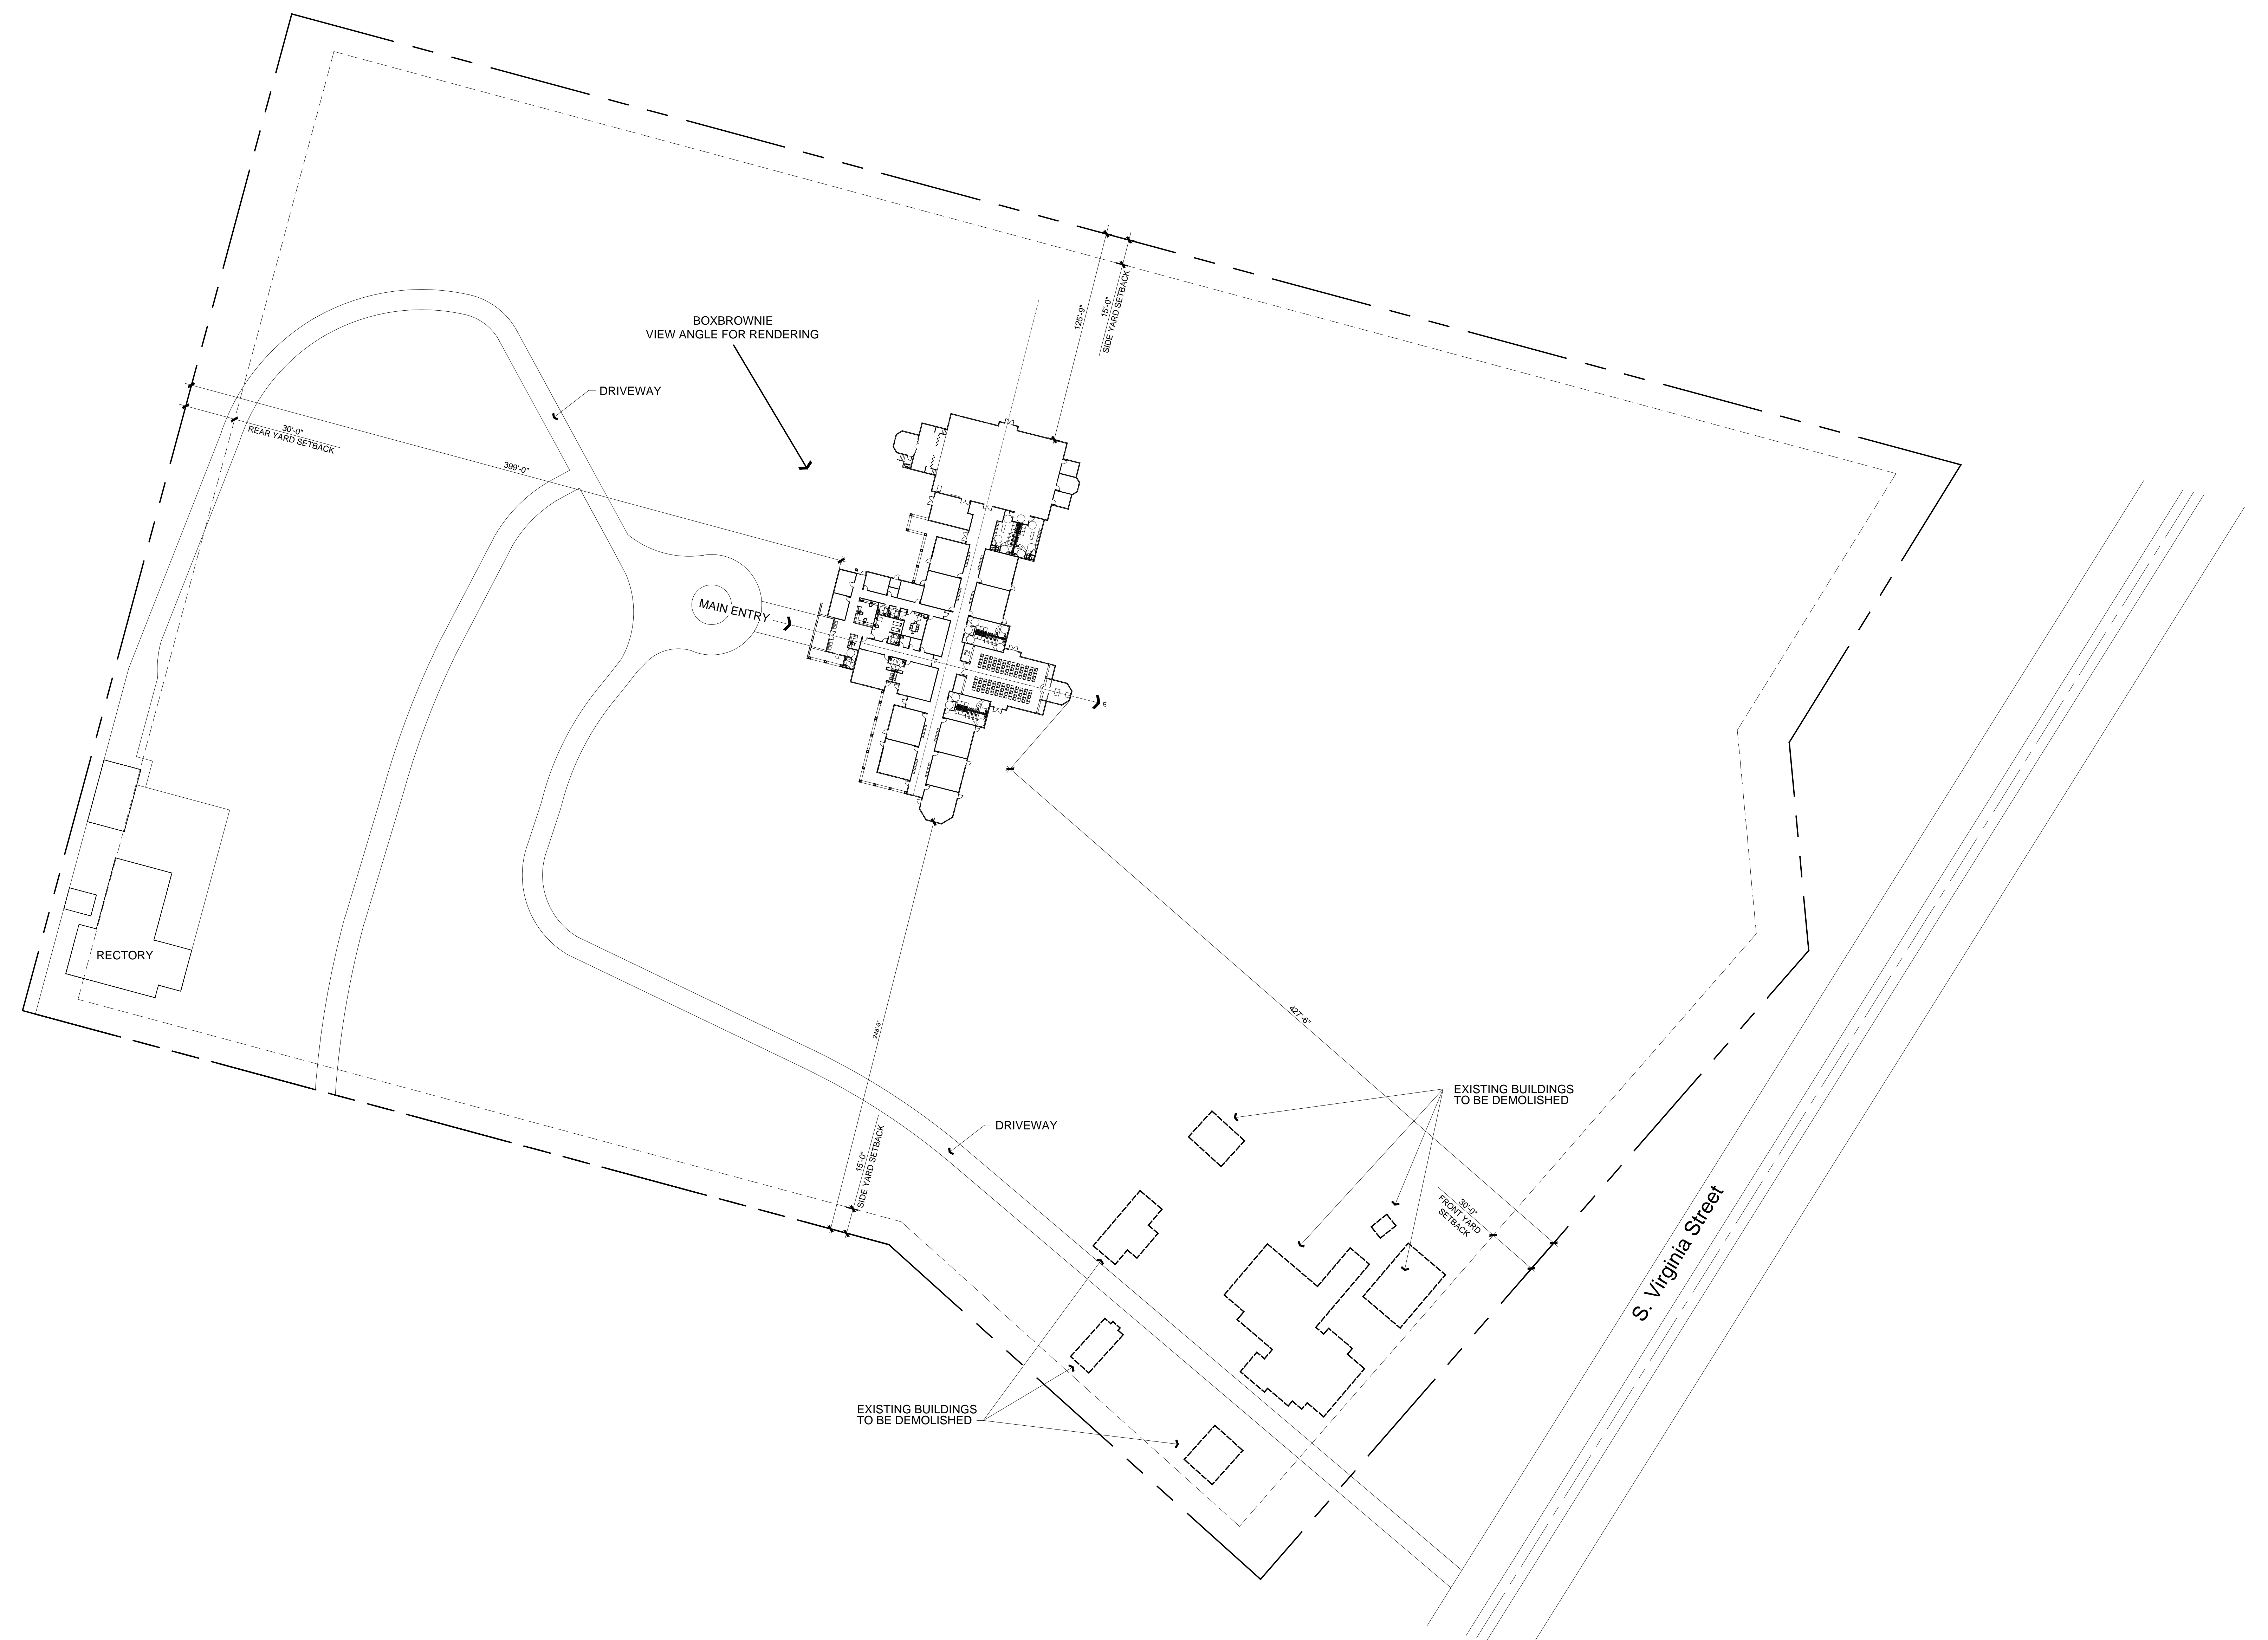 125'-9"
15'-0"
SIDE YARD SETBACK
BOXBROWNIE
VIEW ANGLE FOR RENDERING
DRIVEWAY
30'-0"
REAR YARD SETBACK
399'-0"
MAIN ENTRY
E
RECTORY
427'-6"
DRIVEWAY
15'-0"
SIDE YARD SETBACK
EXISTING BUILDINGS
TO BE DEMOLISHED
30'-0"
FRONT YARD
SETBACK
S. Virginia Street
EXISTING BUILDINGS
TO BE DEMOLISHED